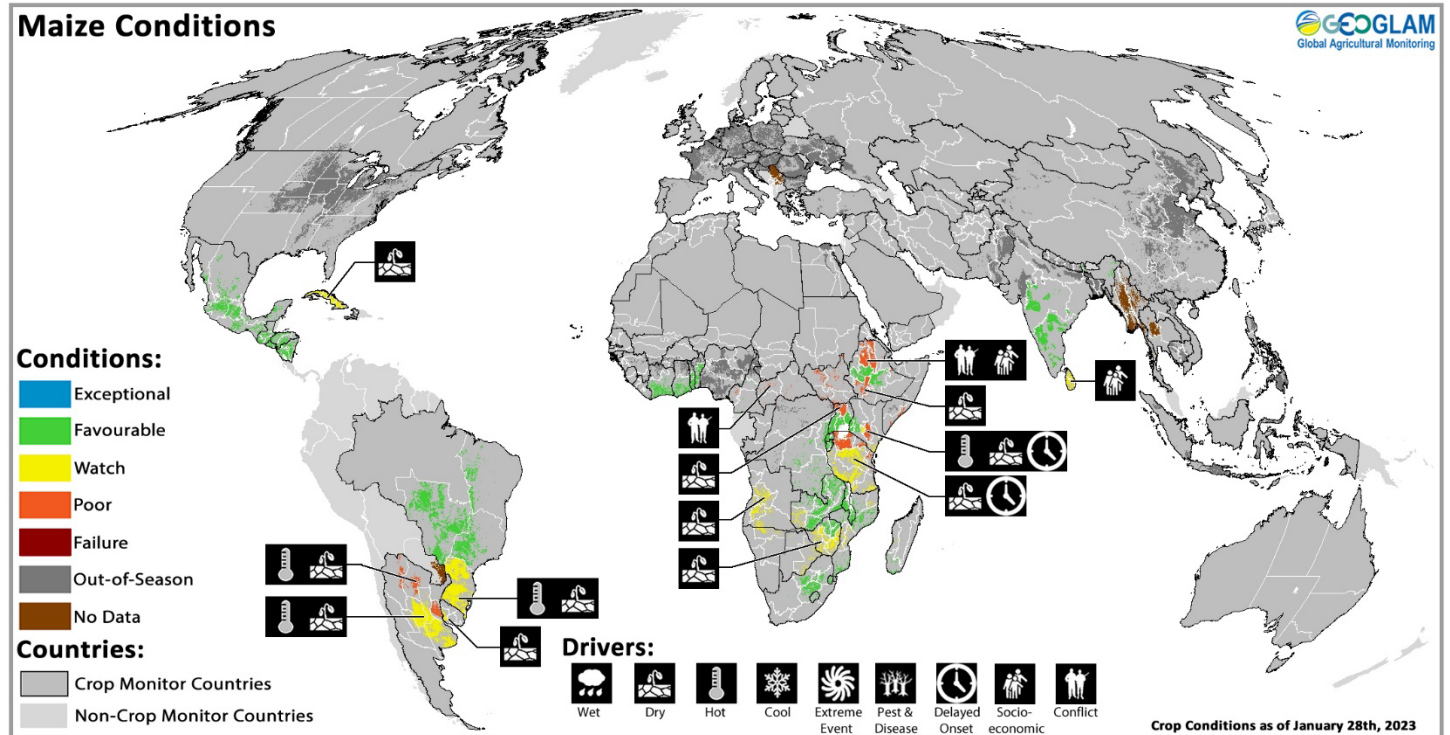 Maize Conditions
GEOGLAM
Global Agricultural Monitoring
Conditions:
Exceptional
Favourable
Watch
Poor
Failure
Out-of-Season
No Data
Countries:
Crop Monitor Countries
Non-Crop Monitor Countries
Drivers:
Wet
Dry
Hot
Cool
Extreme
Event
Pest &
Disease
Delayed
Onset
Socio-
economic
Conflict
Crop Conditions as of January 28th, 2023